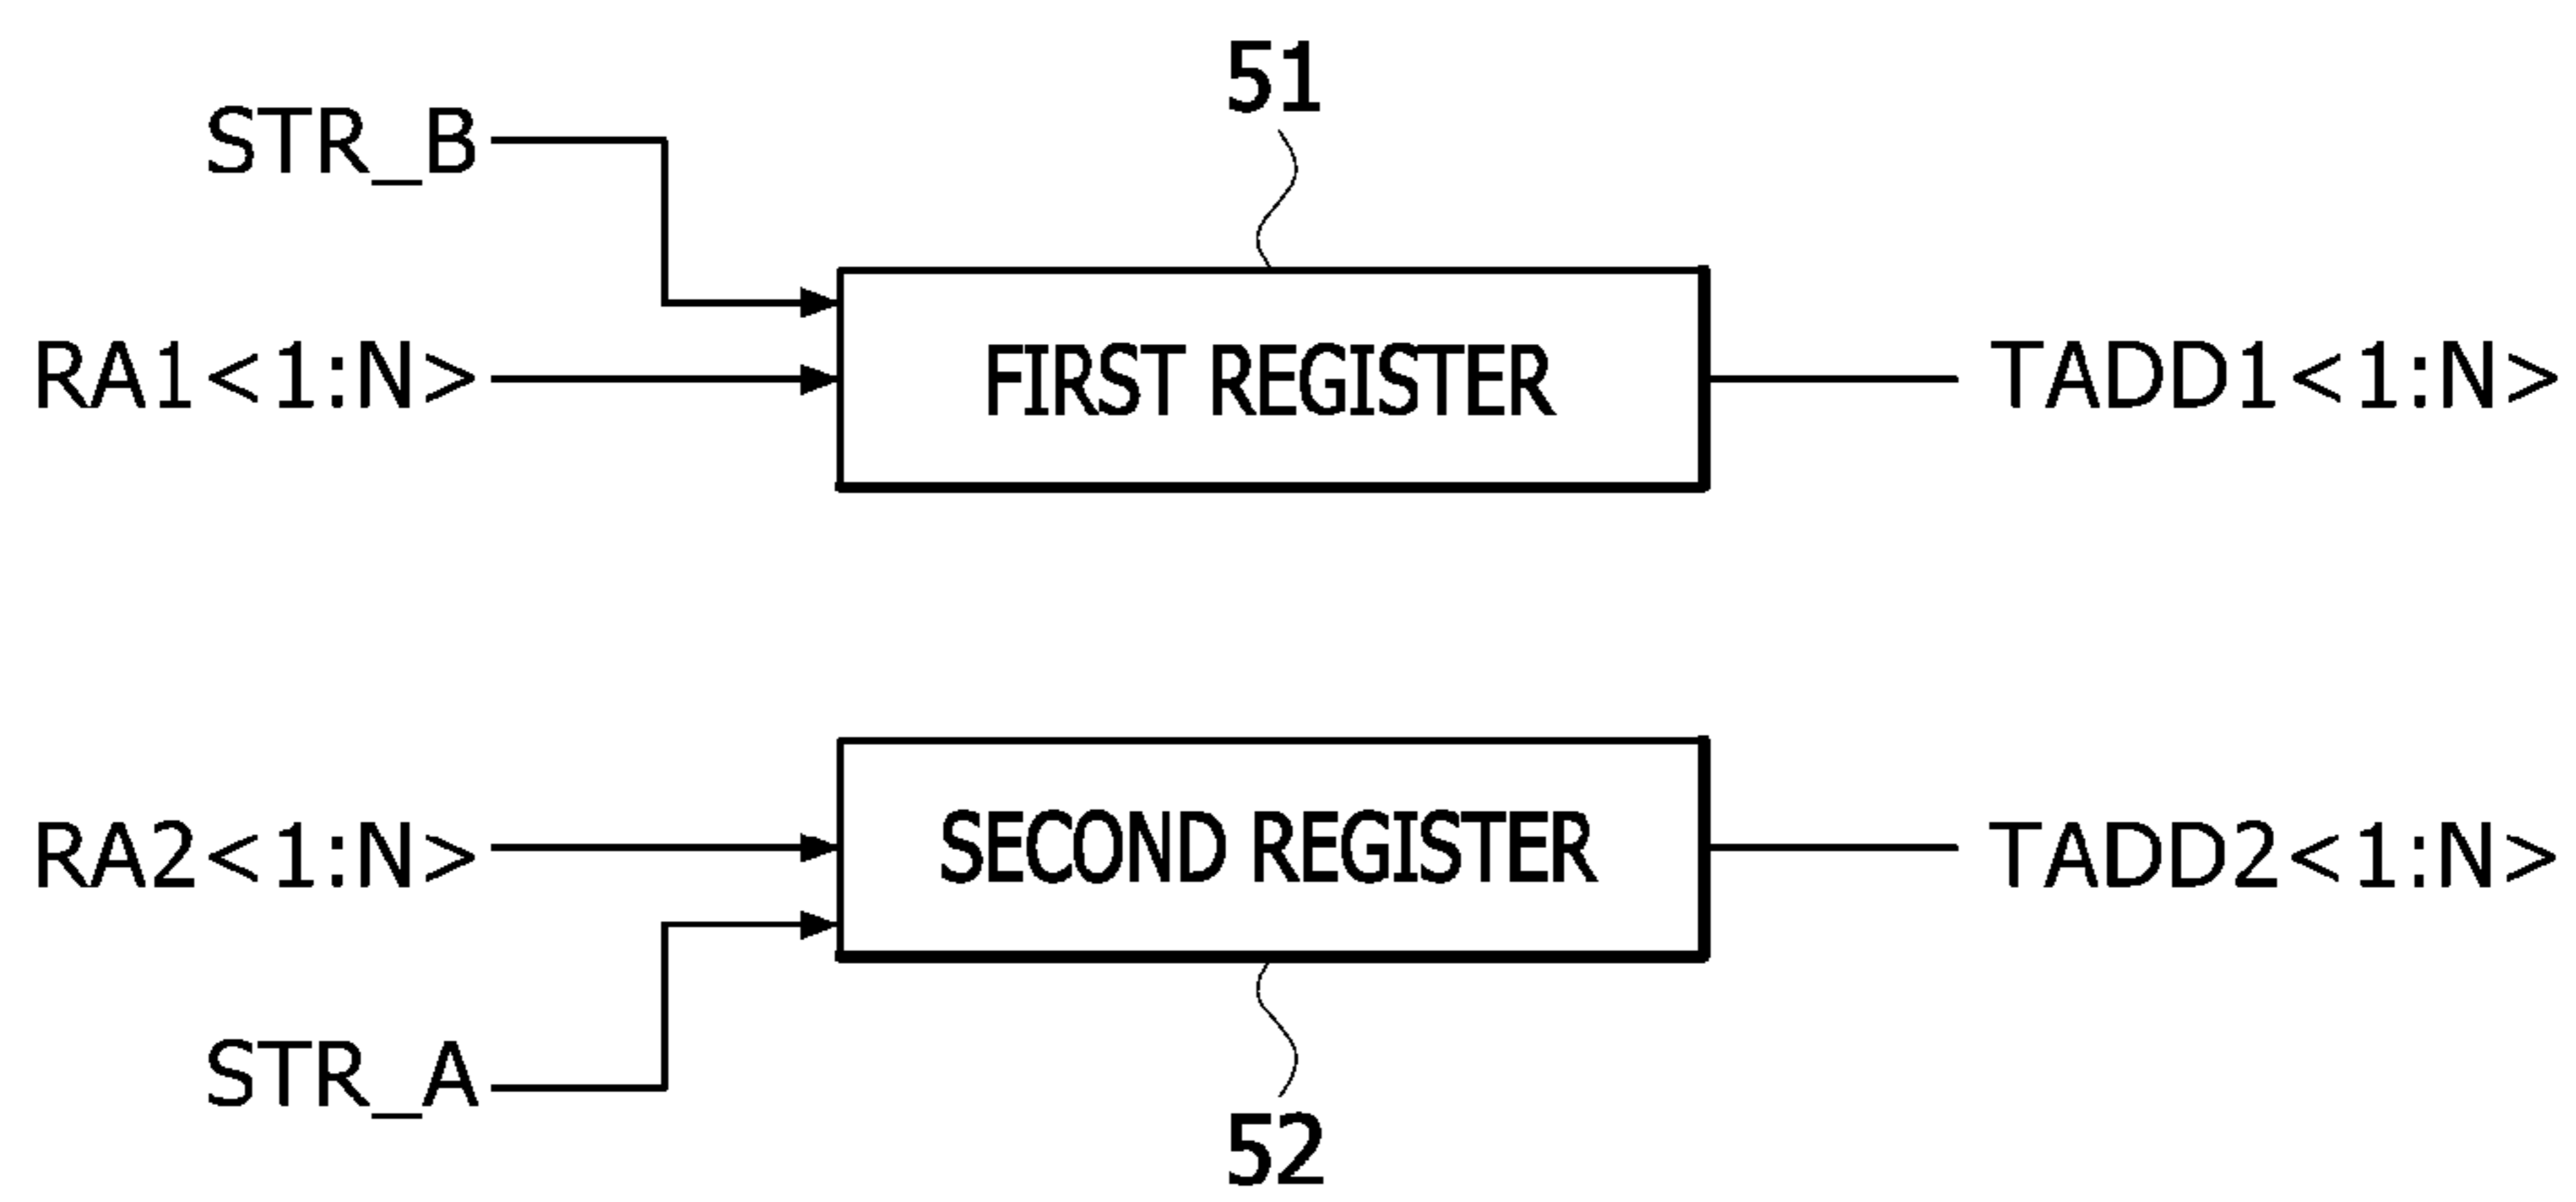 51
STR_B
RA1<1:N>
FIRST REGISTER
TADD1<1:N>
RA2<1:N>
SECOND REGISTER
TADD2<1:N>
STR_A
52